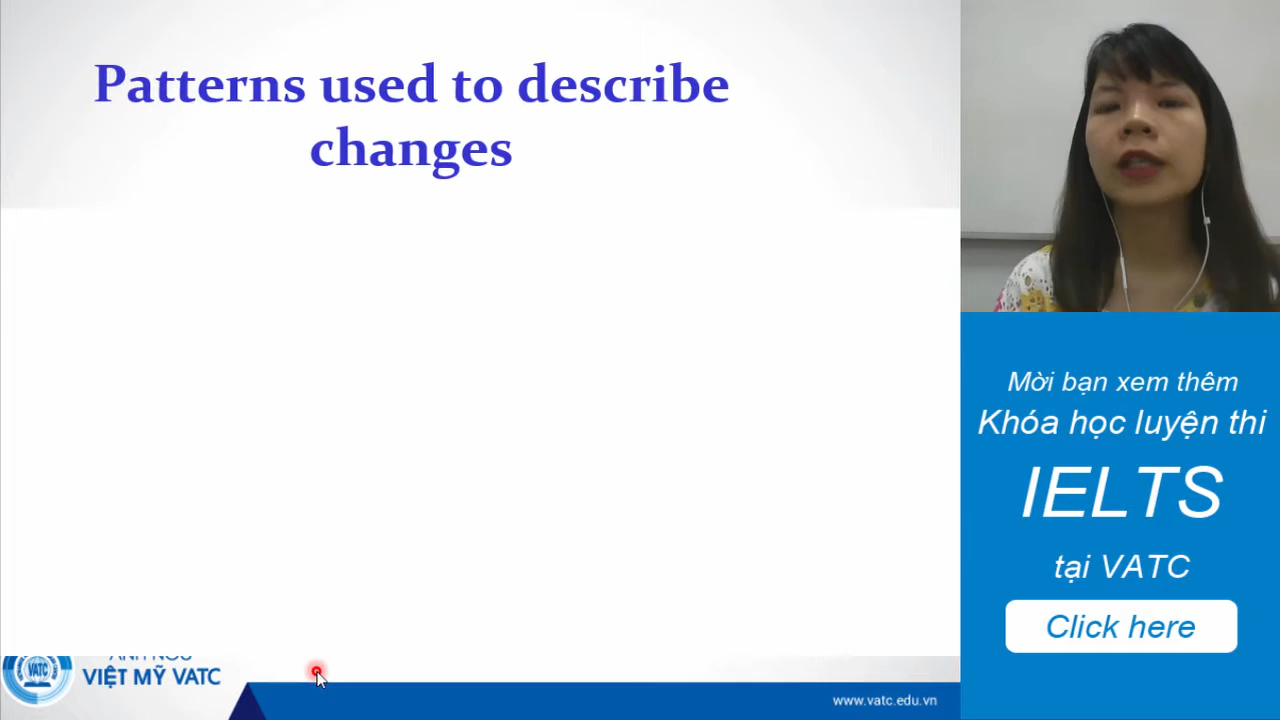 Patterns used to describe
changes
Mời bạn xem thêm
Khóa học luyện thi
IELTS
tại VATC
Click here
VATC
VIỆT MỸ VATC
www.vatc.edu.vn